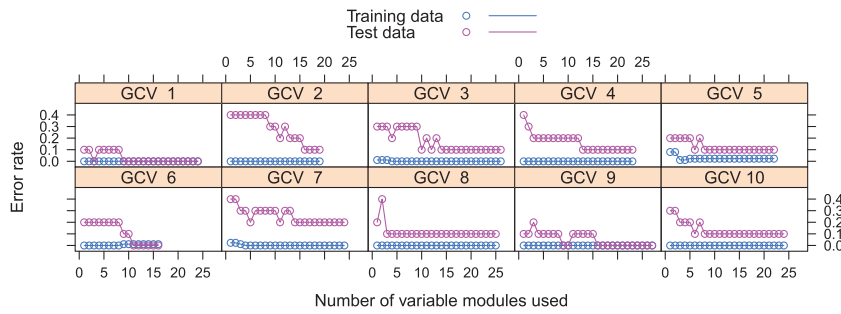 Training data
Test data
0 5 10 15 20 25 0 5 10 15 20 25
GCV 1 GCV 2 GCV 3 GCV 4 GCV 5
0.4
0.3
0.2
0.1
0.0
GCV 6 GCV 7 GCV 8 GCV 9 GCV 10
0.4
0.3
0.2
0.1
0.0
Error rate
0 5 10 15 20 25 0 5 10 15 20 25 0 5 10 15 20 25
Number of variable modules used